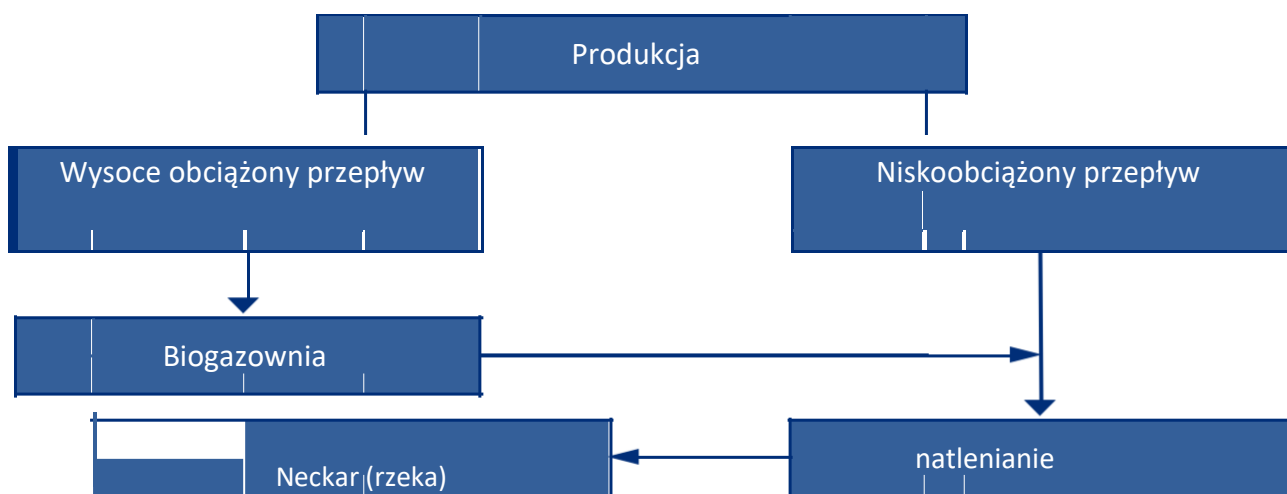 Produkcja
Wysoce obciążony przepływ
Niskoobciążony przepływ
Biogazownia
natlenianie
Neckar (rzeka)